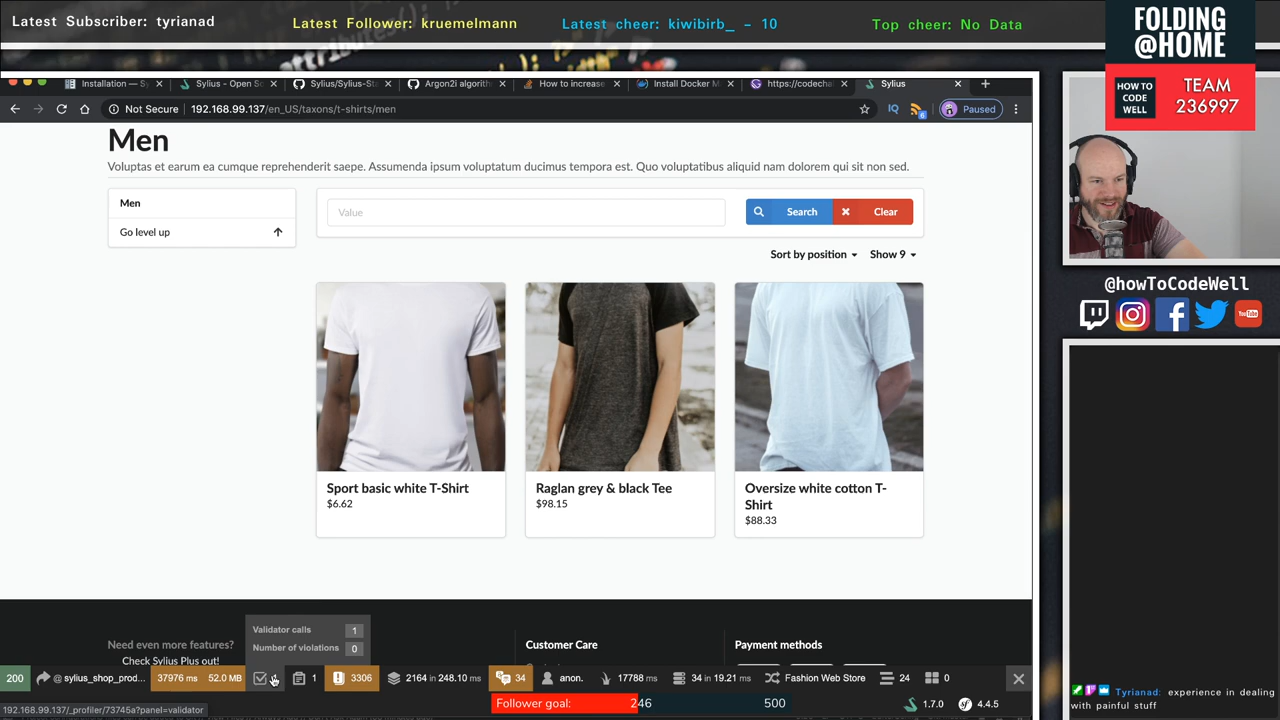 Latest Subscriber: tyrianad
Latest Follower: kruemelmann
Latest cheer: kiwibirb_ - 10
Top cheer: No Data
FOLDING
@HOME
HOW TO
CODE
WELL
TEAM
236997
Installation — Sy
Sylius - Open So
Sylius/Sylius-Sta
Argon2i algorith
How to increase
Install Docker M
https://codecha
Sylius
Not Secure
192.168.99.137/en_US/taxons/t-shirts/men
Paused
Men
Voluptas et earum ea cumque reprehenderit saepe. Assumenda ipsum voluptatum ducimus tempora est. Quo voluptatibus aliquid nam dolorem qui sit non sed.
Men
Go level up
Value
Search
Clear
Sort by position
Show 9
Sport basic white T-Shirt
$6.62
Raglan grey & black Tee
$98.15
Oversize white cotton T-
Shirt
$88.33
@howToCodeWell
You Tube
Validator calls 1
Number of violations 0
Need even more features?
Check Sylius Plus out!
Customer Care
Payment methods
200
@ sylius_shop_prod...
37976 ms
52.0 MB
1
3306
2164 in 248.10 ms
34
anon.
17788 ms
34 in 19.21 ms
Fashion Web Store
24
0
192.168.99.137/_profiler/73745a?panel=validator
Follower goal:
246
500
1.7.0
4.4.5
Tyrianad: experience in dealing
with painful stuff